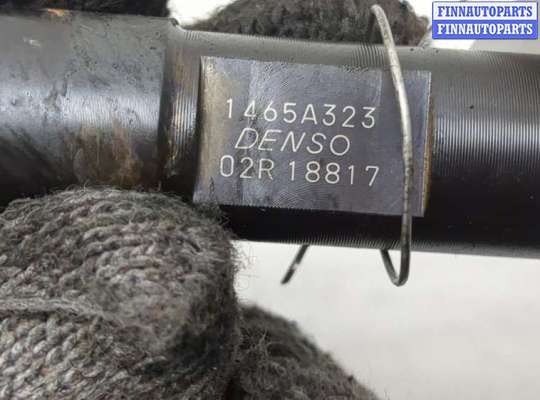 FINNAUTOPARTS
FINNAUTOPARTS
1465A323
DENSO
02R 18817